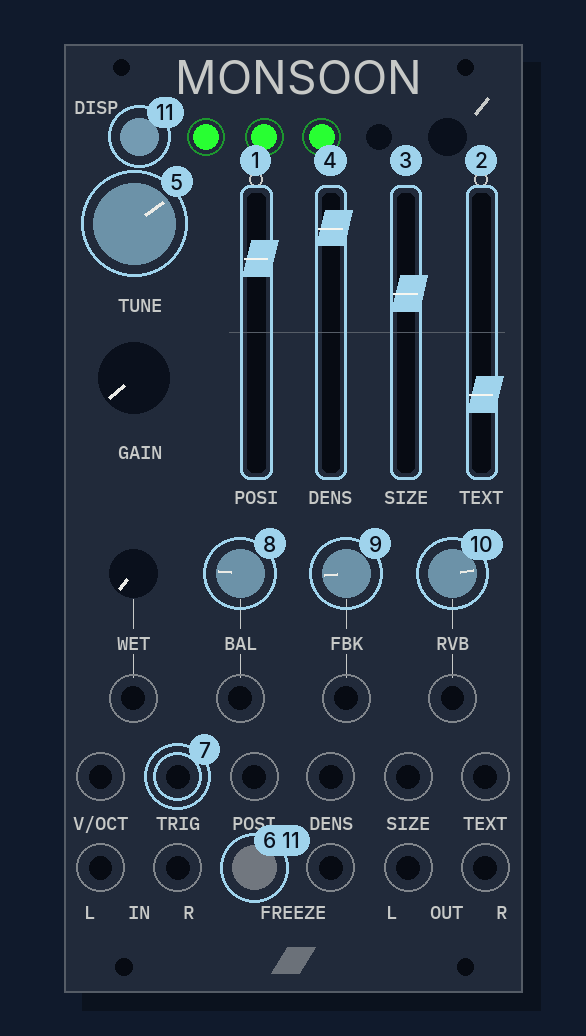 MONSOON
DISP 11
5 1 4 3 2
TUNE
GAIN
POSI DENS SIZE TEXT
8 9 10
WET BAL FBK RVB
7
V/OCT TRIG POSI DENS SIZE TEXT
6 11
L IN R FREEZE L OUT R